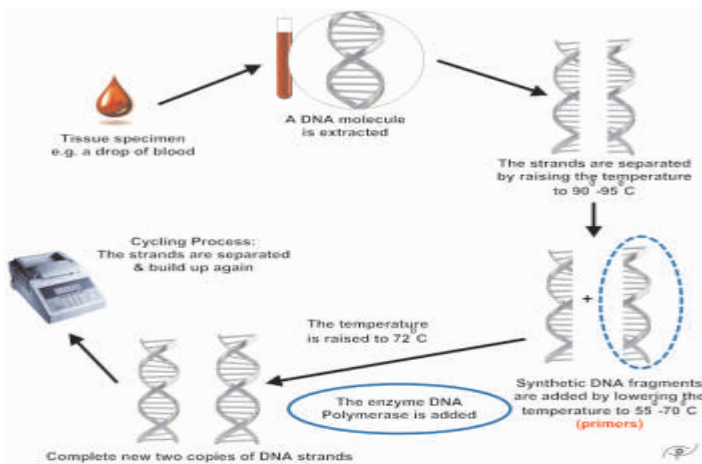 Tissue specimen
e.g. a drop of blood
A DNA molecule
is extracted
The strands are separated
by raising the temperature
to 90°-95°C
Synthetic DNA fragments
are added by lowering the
temperature to 55°-70°C
(primers)
+
The temperature
is raised to 72°C
The enzyme DNA
Polymerase is added
Complete new two copies of DNA strands
Cycling Process:
The strands are separated
& build up again